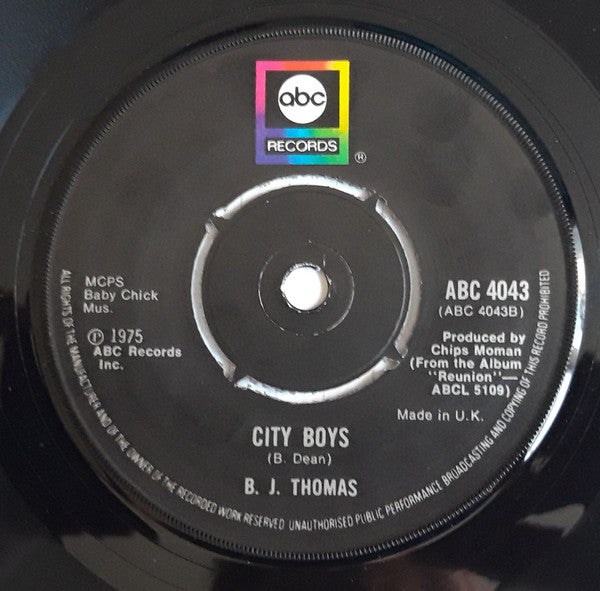 abc
RECORDS
®
MCPS
Baby Chick
Mus.
℗ 1975
ABC Records
Inc.
ABC 4043
(ABC 4043B)
Produced by
Chips Moman
(From the Album
"Reunion"—
ABCL 5109)
Made in U.K.
CITY BOYS
(B. Dean)
B. J. THOMAS
ALL RIGHTS OF THE MANUFACTURER AND OF THE OWNER OF THE RECORDED WORK RESERVED UNAUTHORISED PUBLIC PERFORMANCE BROADCASTING AND COPYING OF THIS RECORD PROHIBITED